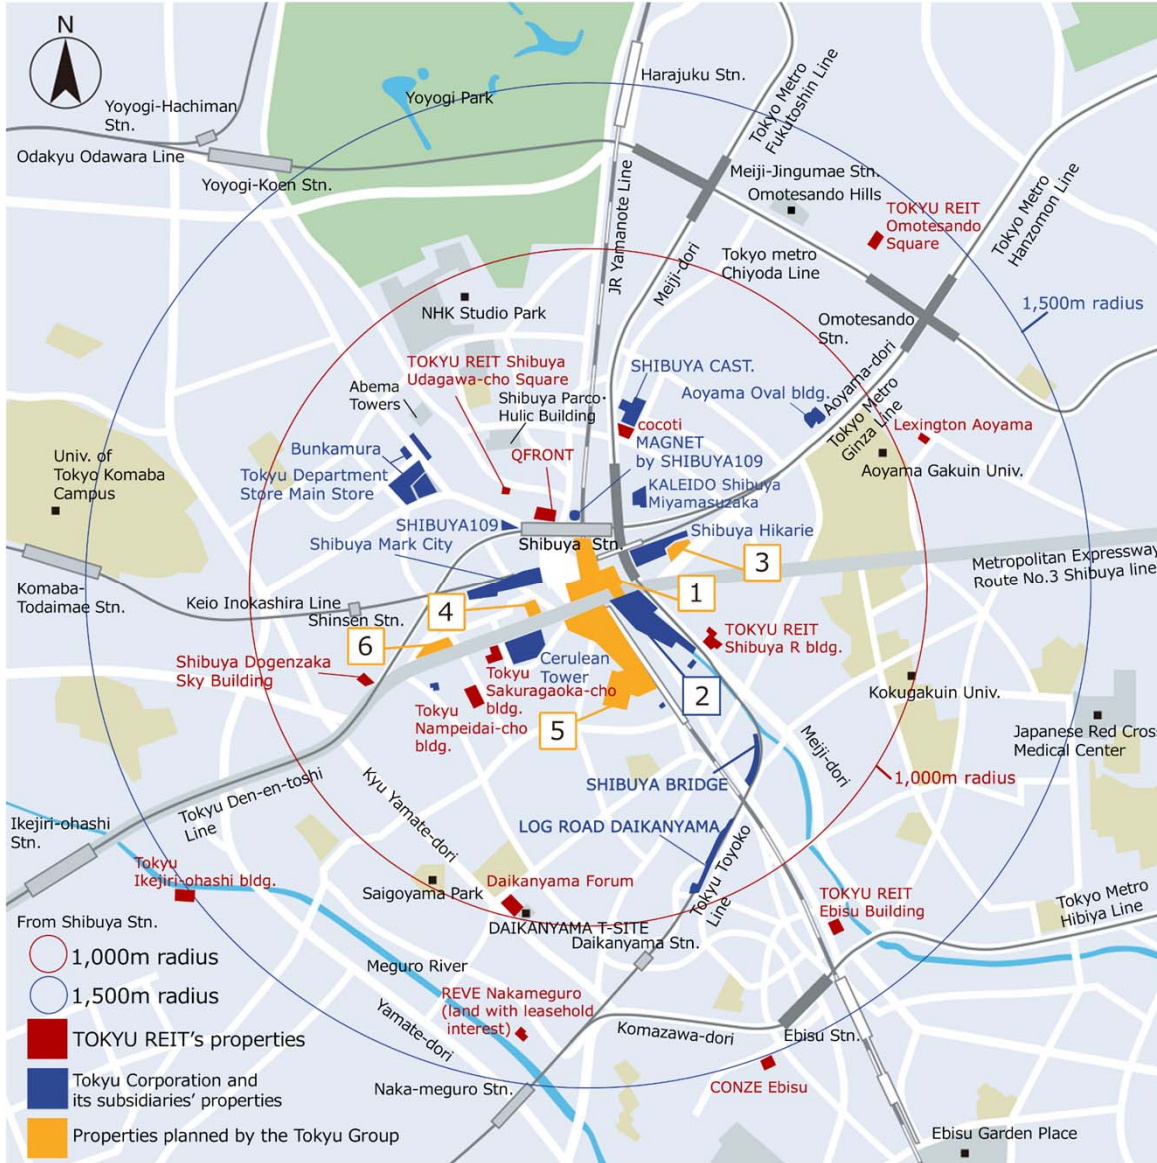 N
Yoyogi-Hachiman
Stn.
Odakyu Odawara Line
Yoyogi-Koen Stn.
Yoyogi Park
Harajuku Stn.
JR Yamanote Line
Tokyo Metro
Fukutoshin Line
Meiji-Jingumae Stn.
Omotesando Hills
TOKYU REIT
Omotesando
Square
Tokyo Metro
Hanzomon Line
Tokyo metro
Chiyoda Line
Meiji-dori
NHK Studio Park
Omotesando
Stn.
1,500m radius
TOKYU REIT Shibuya
Udagawa-cho Square
Abema
Towers
Shibuya Parco·
Hulic Building
SHIBUYA CAST.
Aoyama Oval bldg.
Aoyama-dori
Tokyo Metro
Ginza Line
Lexington Aoyama
Aoyama Gakuin Univ.
cocoti
MAGNET
by SHIBUYA109
KALEIDO Shibuya
Miyamasuzaka
Bunkamura
Tokyu Department
Store Main Store
QFRONT
Univ. of
Tokyo Komaba
Campus
SHIBUYA109
Shibuya Mark City
Shibuya Stn.
Shibuya Hikarie
3
1
Metropolitan Expressway
Route No.3 Shibuya line
Komaba-
Todaimae Stn.
Keio Inokashira Line
Shinsen Stn.
4
6
TOKYU REIT
Shibuya R bldg.
Shibuya Dogenzaka
Sky Building
Cerulean
Tower
Tokyu
Sakuragaoka-cho
bldg.
Tokyu
Nampeidai-cho
bldg.
2
5
Kokugakuin Univ.
Japanese Red Cross
Medical Center
Meiji-dori
1,000m radius
SHIBUYA BRIDGE
LOG ROAD DAIKANYAMA
Tokyu Den-en-toshi
Line
Kyu Yamate-dori
Ikejiri-ohashi
Stn.
Tokyu
Ikejiri-ohashi bldg.
Saigoyama Park
Daikanyama Forum
DAIKANYAMA T-SITE
Tokyu Toyoko
Line
Daikanyama Stn.
TOKYU REIT
Ebisu Building
Tokyo Metro
Hibiya Line
Meguro River
Yamate-dori
REVE Nakameguro
(land with leasehold
interest)
Komazawa-dori
Ebisu Stn.
Naka-meguro Stn.
CONZE Ebisu
Ebisu Garden Place
From Shibuya Stn.
1,000m radius
1,500m radius
TOKYU REIT's properties
Tokyu Corporation and
its subsidiaries' properties
Properties planned by the Tokyu Group